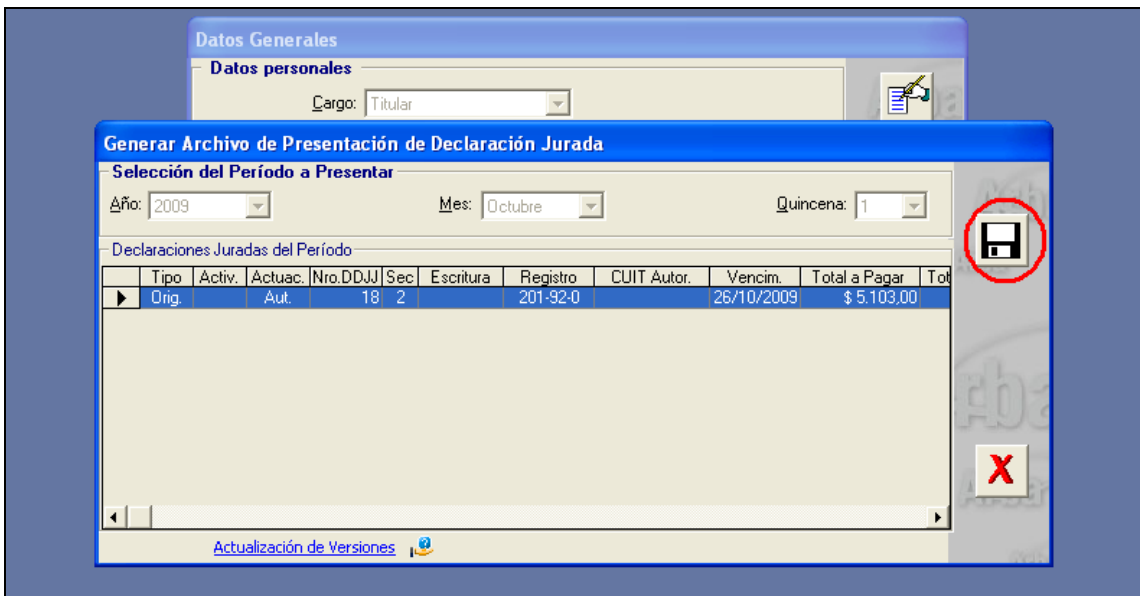 Datos Generales
Datos personales
Cargo: Titular
Generar Archivo de Presentación de Declaración Jurada
Selección del Período a Presentar
Año: 2009 Mes: Octubre Quincena: 1
Declaraciones Juradas del Período
Tipo Activ. Actuac. Nro.DDJJ Sec Escritura Registro CUIT Autor. Vencim. Total a Pagar Tot
Orig. Aut. 18 2 201-92-0 26/10/2009 $ 5.103,00
X
Actualización de Versiones